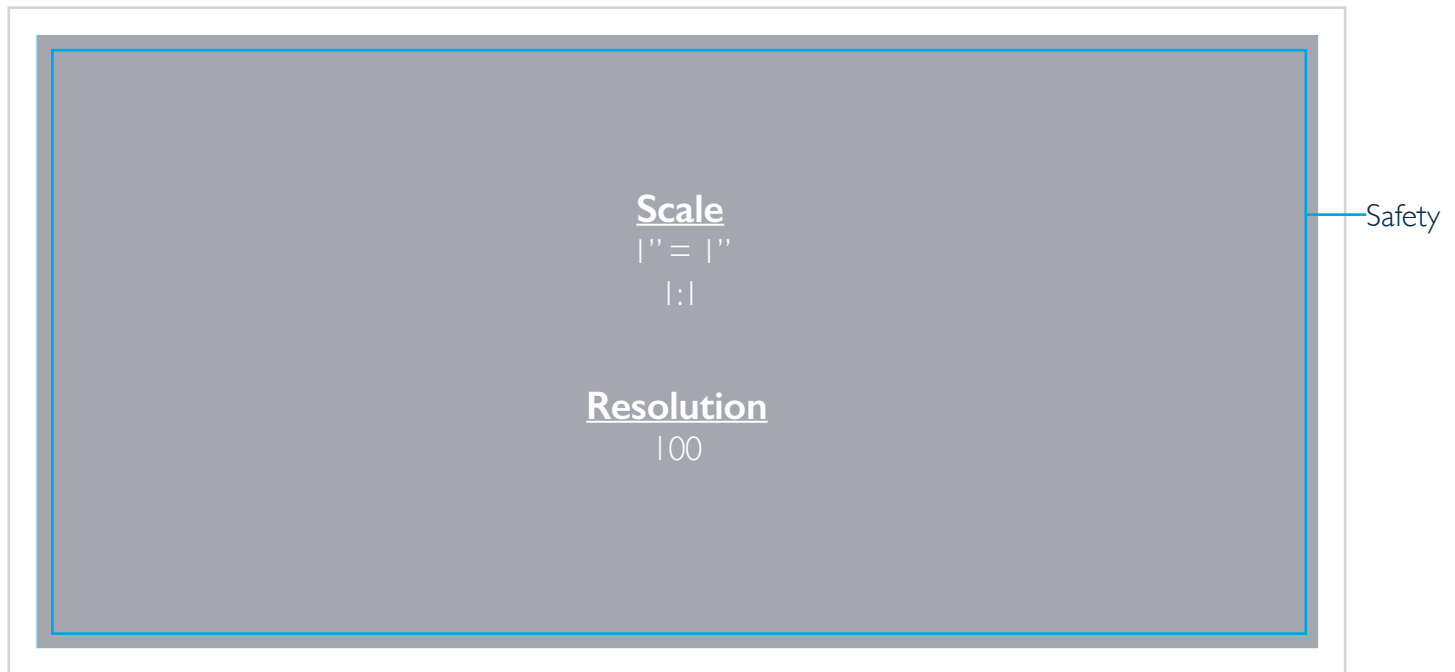 Scale
1” = 1”
1:1
Safety
Resolution
100